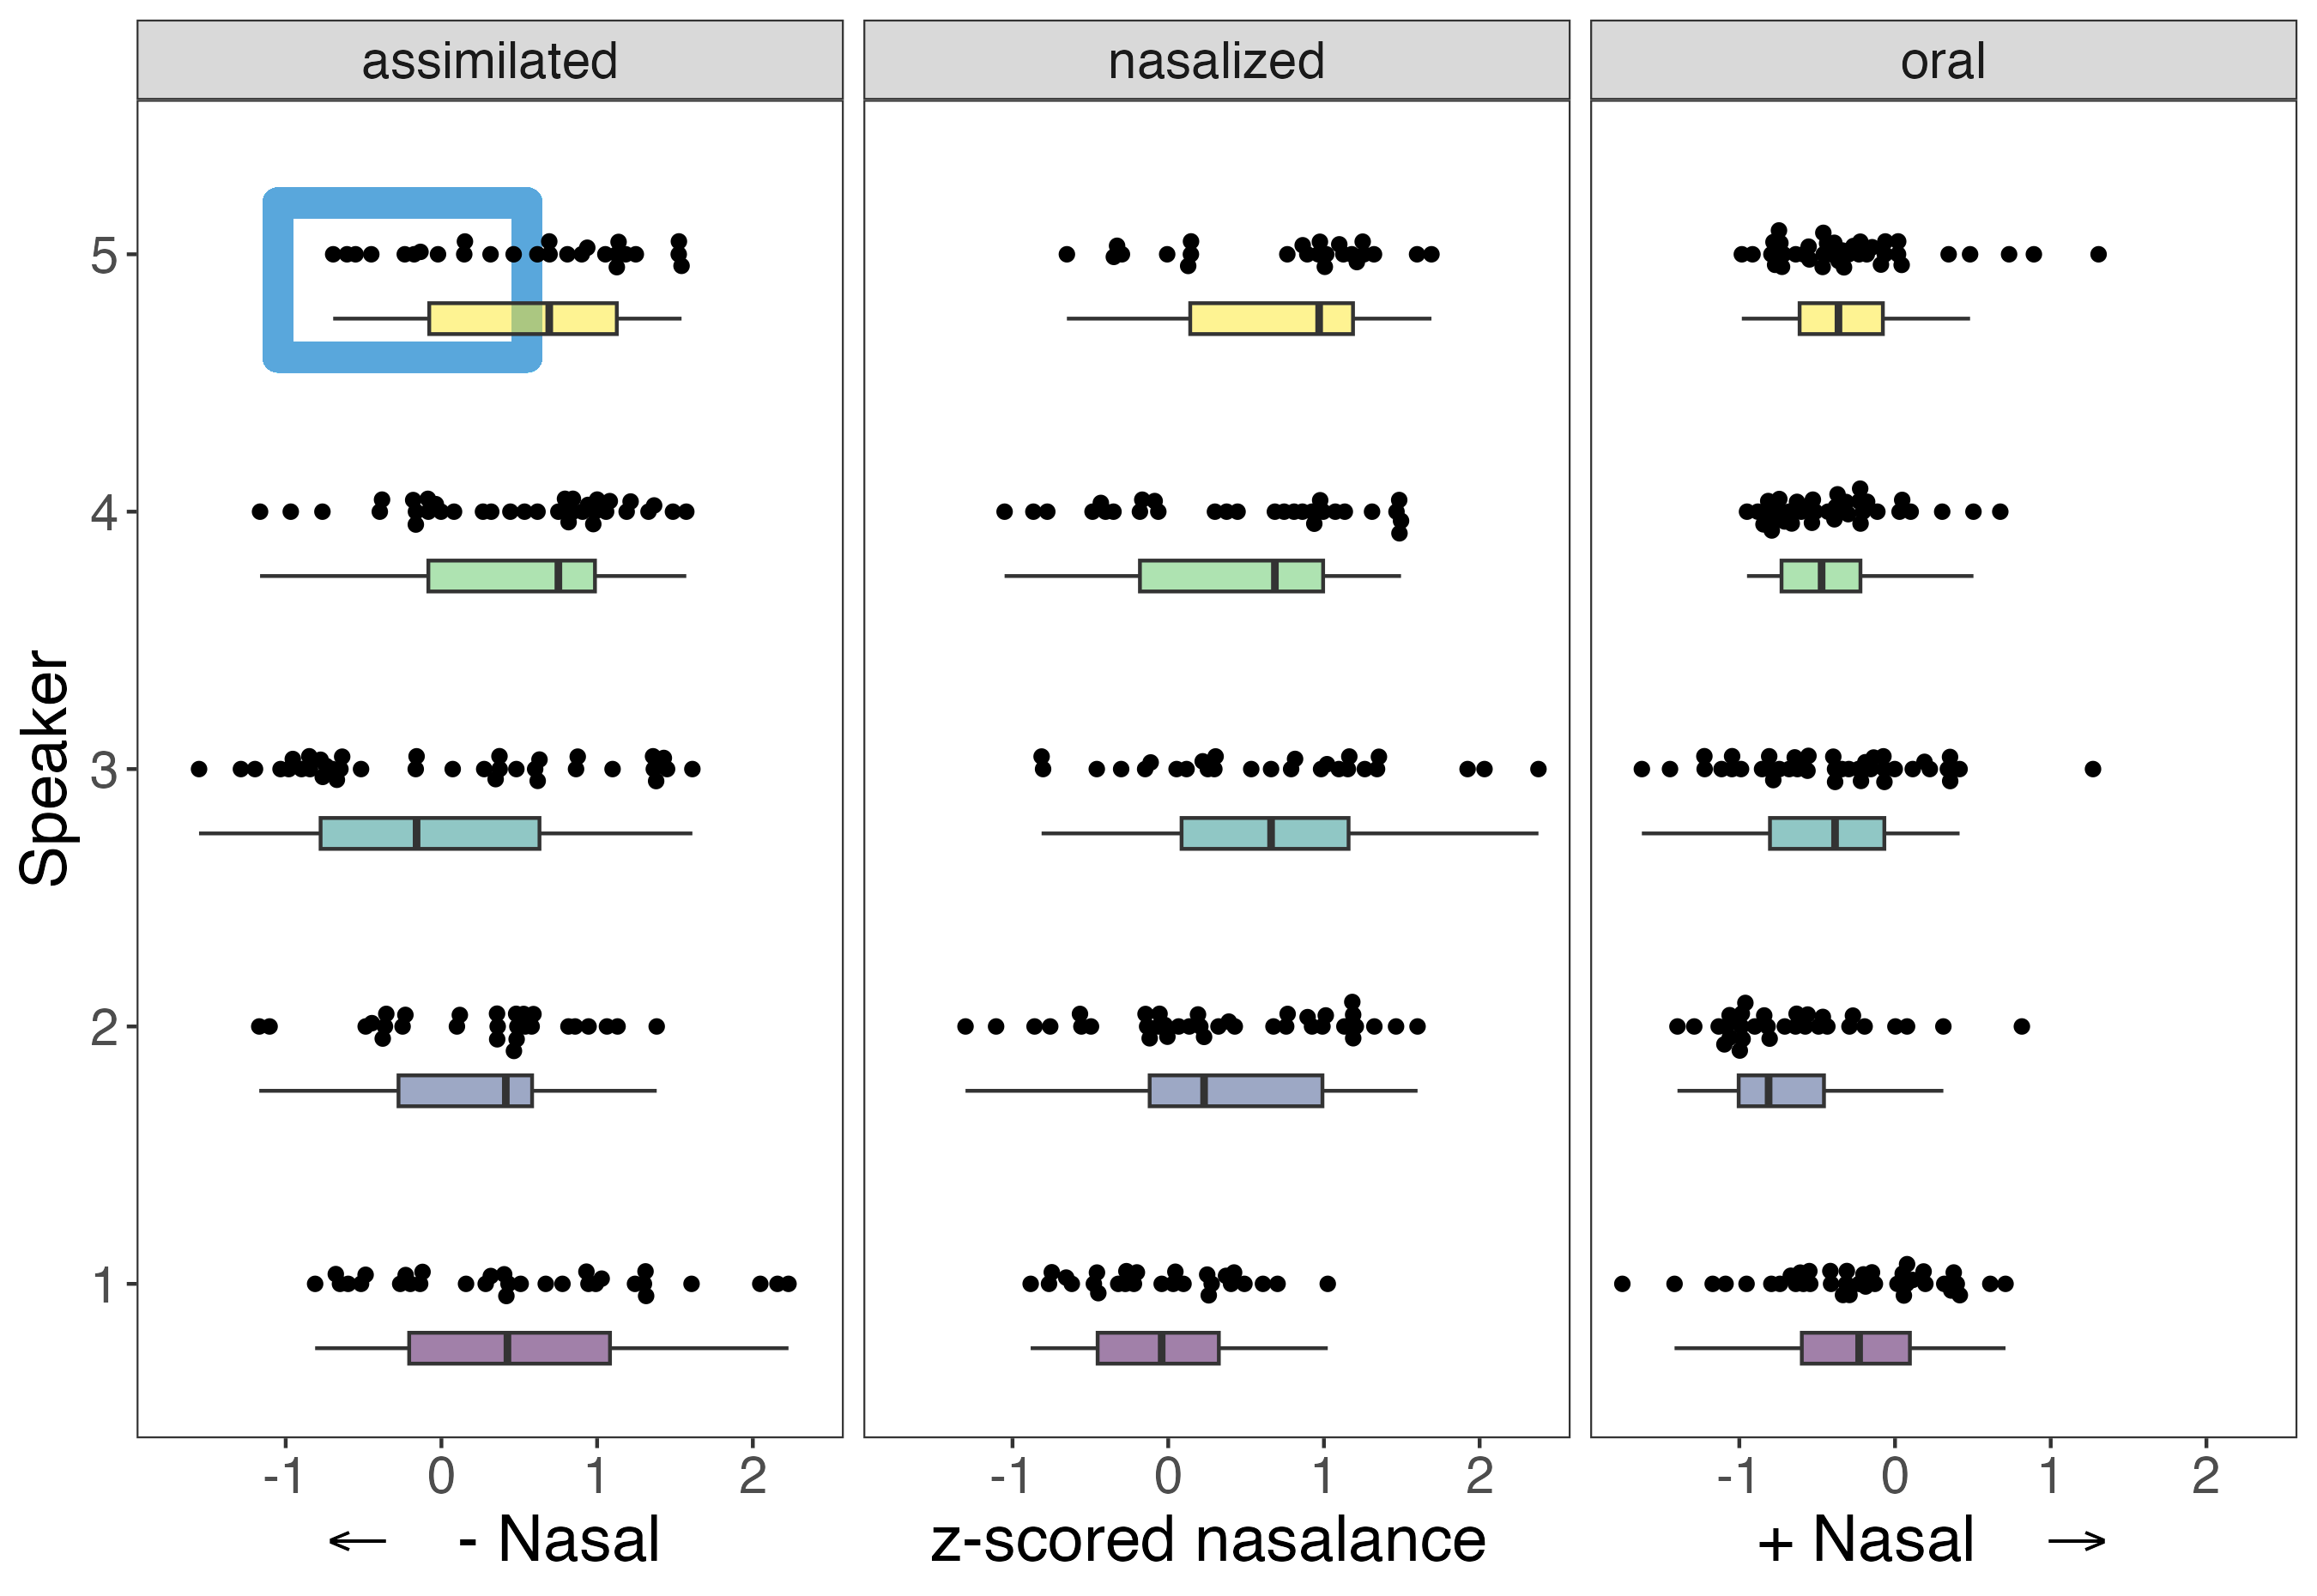 assimilated nasalized oral
5
4
3
2
1
Speaker
-1 0 1 2 -1 0 1 2 -1 0 1 2
← - Nasal z-scored nasalance + Nasal →